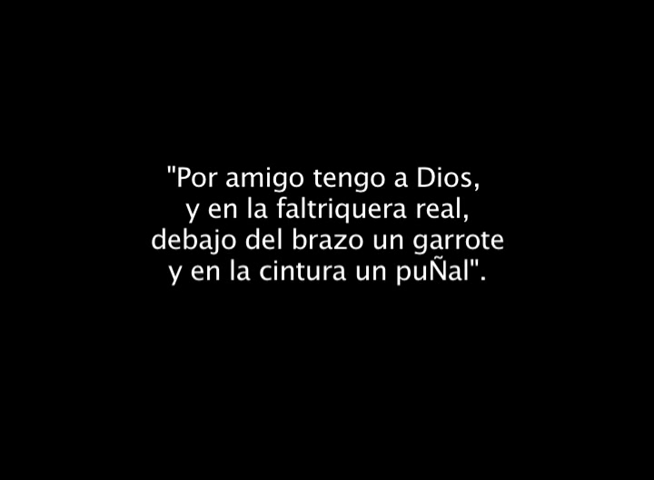 "Por amigo tengo a Dios,
y en la faltriquera real,
debajo del brazo un garrote
y en la cintura un puÑal".